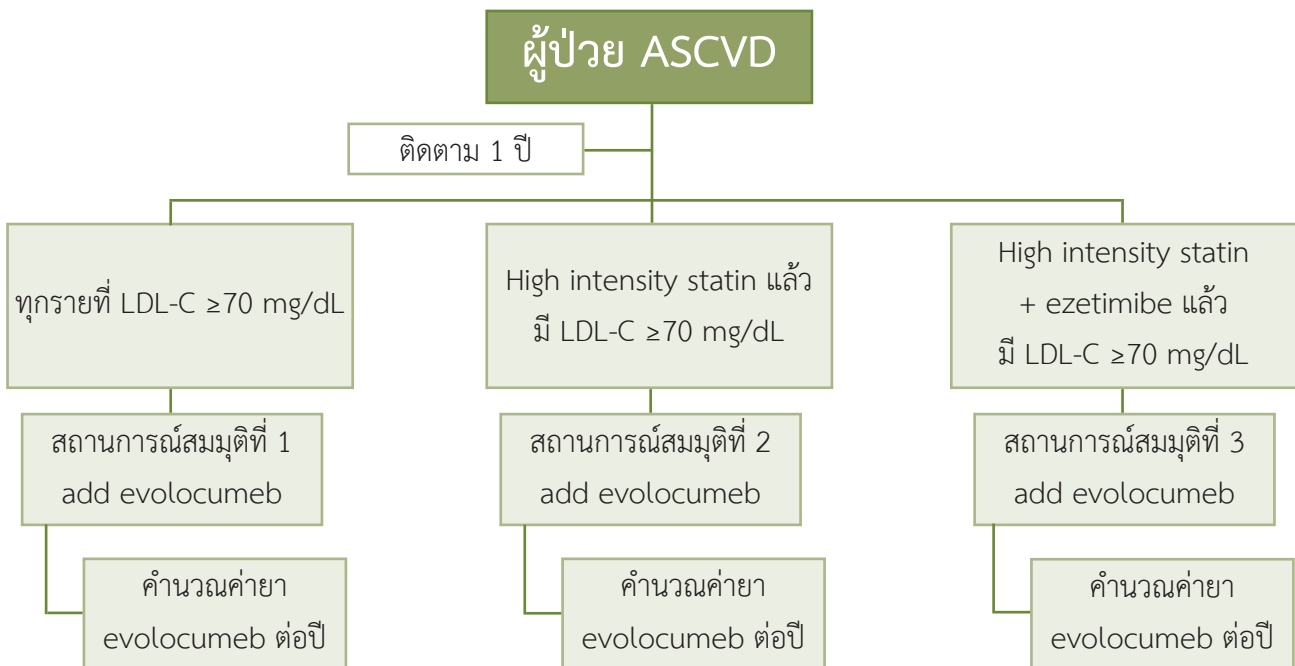 ผู้ป่วย ASCVD
ติดตาม 1 ปี
ทุกรายที่ LDL-C ≥70 mg/dL
High intensity statin แล้ว
มี LDL-C ≥70 mg/dL
High intensity statin
+ ezetimibe แล้ว
มี LDL-C ≥70 mg/dL
สถานการณ์สมมุติที่ 1
add evolocumeb
สถานการณ์สมมุติที่ 2
add evolocumeb
สถานการณ์สมมุติที่ 3
add evolocumeb
คำนวณค่ายา
evolocumeb ต่อปี
คำนวณค่ายา
evolocumeb ต่อปี
คำนวณค่ายา
evolocumeb ต่อปี